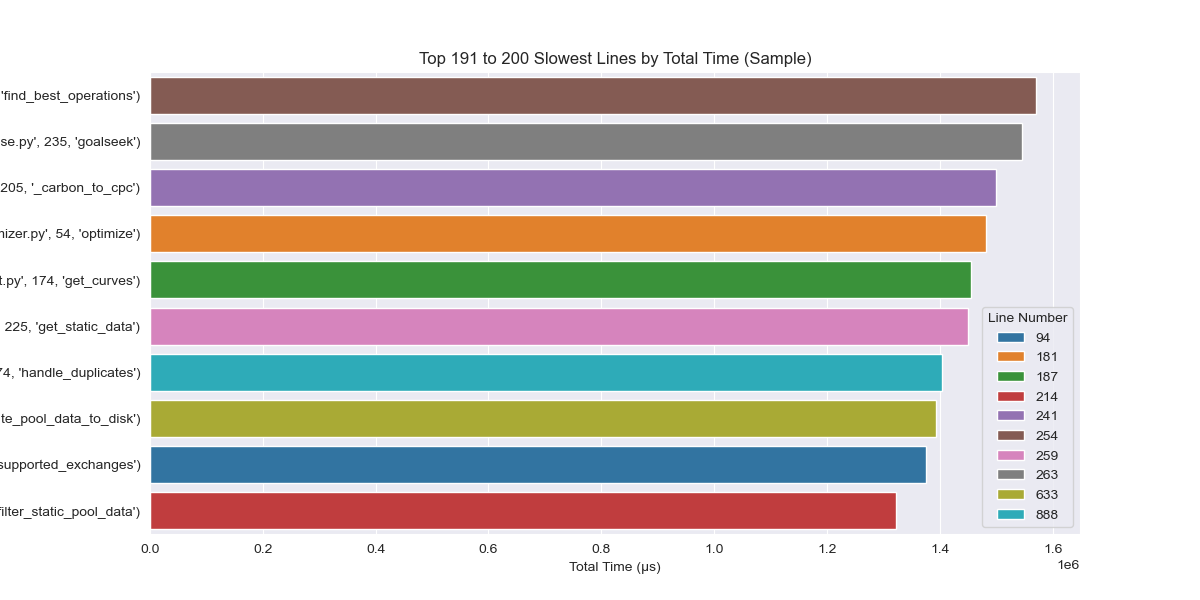 Top 191 to 200 Slowest Lines by Total Time (Sample)
'find_best_operations')
se.py', 235, 'goalseek')
205, '_carbon_to_cpc')
nizer.py', 54, 'optimize')
t.py', 174, 'get_curves')
225, 'get_static_data')
74, 'handle_duplicates')
te_pool_data_to_disk')
supported_exchanges')
filter_static_pool_data')
Line Number
94
181
187
214
241
254
259
263
633
888
0.0 0.2 0.4 0.6 0.8 1.0 1.2 1.4 1.6
1e6
Total Time (µs)